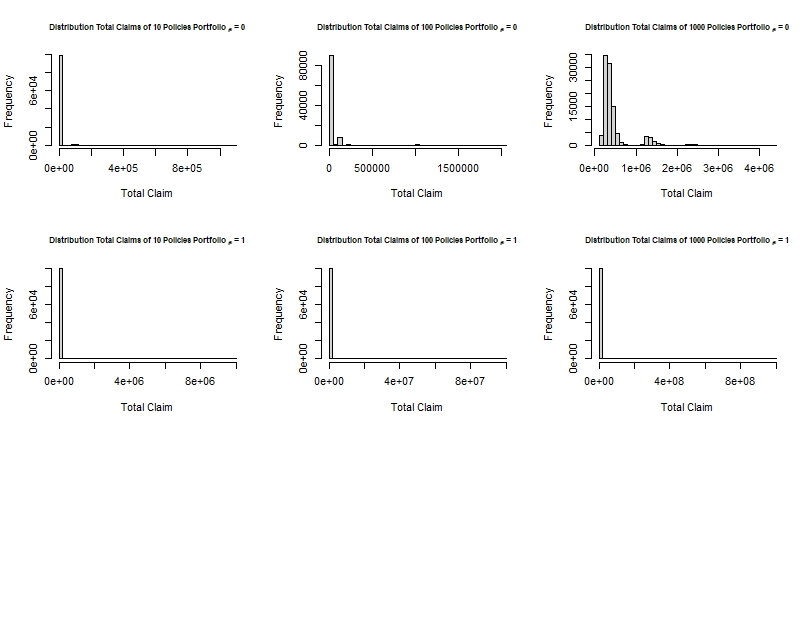 Distribution Total Claims of 10 Policies Portfolio ρ = 0
Frequency
6e+04
0e+00
0e+00 4e+05 8e+05
Total Claim
Distribution Total Claims of 100 Policies Portfolio ρ = 0
Frequency
80000
40000
0
0 500000 1500000
Total Claim
Distribution Total Claims of 1000 Policies Portfolio ρ = 0
Frequency
30000
15000
0
0e+00 1e+06 2e+06 3e+06 4e+06
Total Claim
Distribution Total Claims of 10 Policies Portfolio ρ = 1
Frequency
6e+04
0e+00
0e+00 4e+06 8e+06
Total Claim
Distribution Total Claims of 100 Policies Portfolio ρ = 1
Frequency
6e+04
0e+00
0e+00 4e+07 8e+07
Total Claim
Distribution Total Claims of 1000 Policies Portfolio ρ = 1
Frequency
6e+04
0e+00
0e+00 4e+08 8e+08
Total Claim